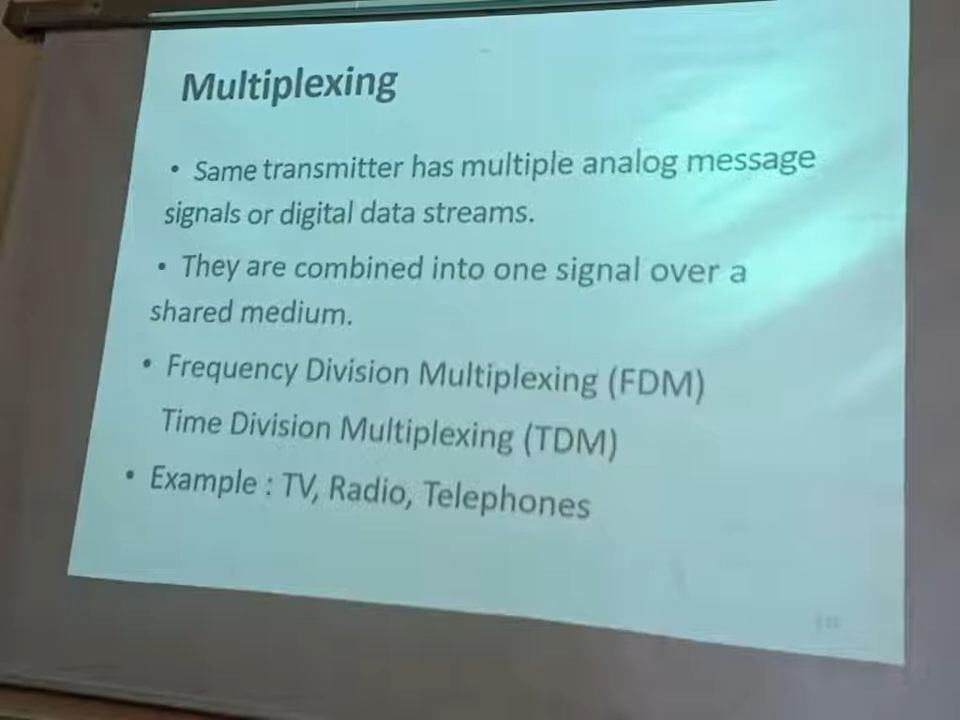 Multiplexing
• Same transmitter has multiple analog message
signals or digital data streams.
• They are combined into one signal over a
shared medium.
• Frequency Division Multiplexing (FDM)
Time Division Multiplexing (TDM)
• Example : TV, Radio, Telephones